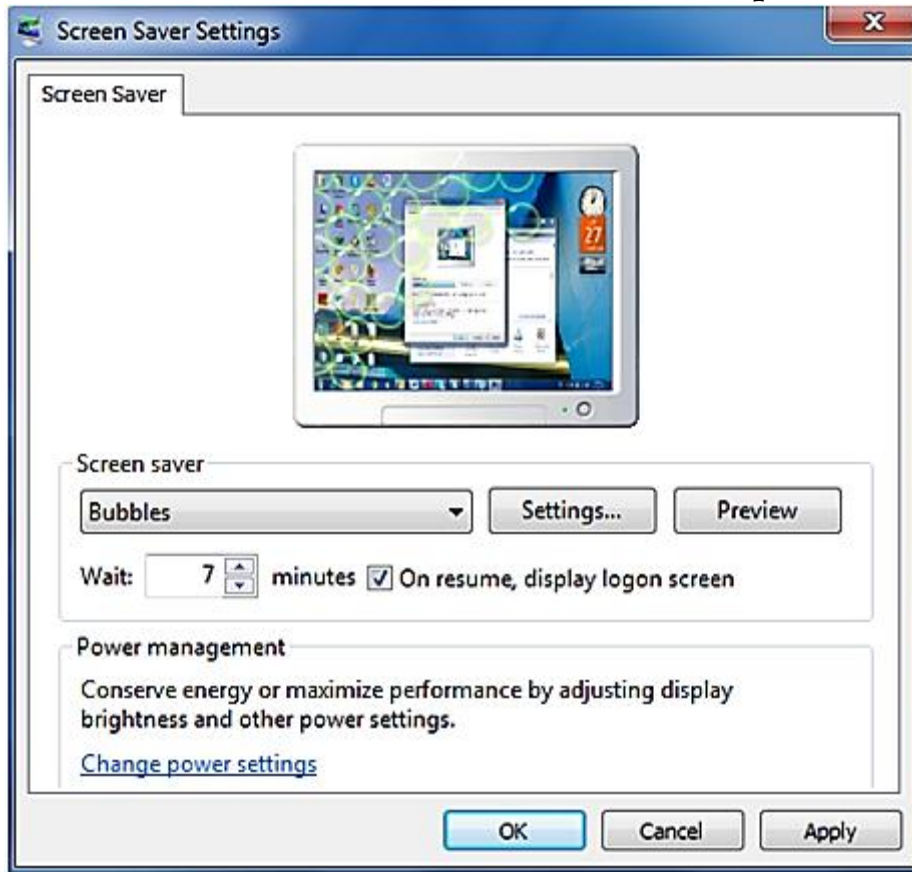 Screen Saver Settings
Screen Saver
27
Screen saver
Bubbles
Settings...
Preview
Wait: 7 minutes On resume, display logon screen
Power management
Conserve energy or maximize performance by adjusting display
brightness and other power settings.
Change power settings
OK
Cancel
Apply